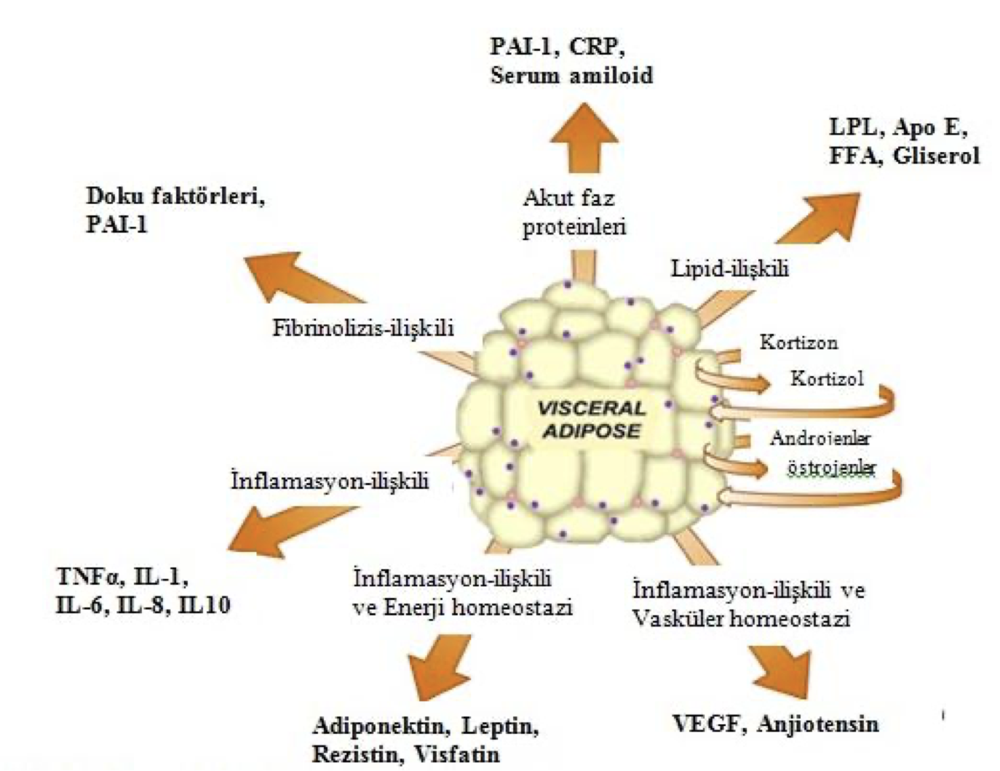 PAI-1, CRP,
Serum amiloid
LPL, Apo E,
FFA, Gliserol
Doku faktörleri,
PAI-1
Akut faz
proteinleri
Lipid-ilişkili
Fibrinolizis-ilişkili
Kortizon
Kortizol
VISCERAL
ADIPOSE
Androjenler
östrojenler
İnflamasyon-ilişkili
TNFα, IL-1,
IL-6, IL-8, IL10
İnflamasyon-ilişkili
ve Enerji homeostazi
İnflamasyon-ilişkili ve
Vasküler homeostazi
Adiponektin, Leptin,
Rezistin, Visfatin
VEGF, Anjiotensin